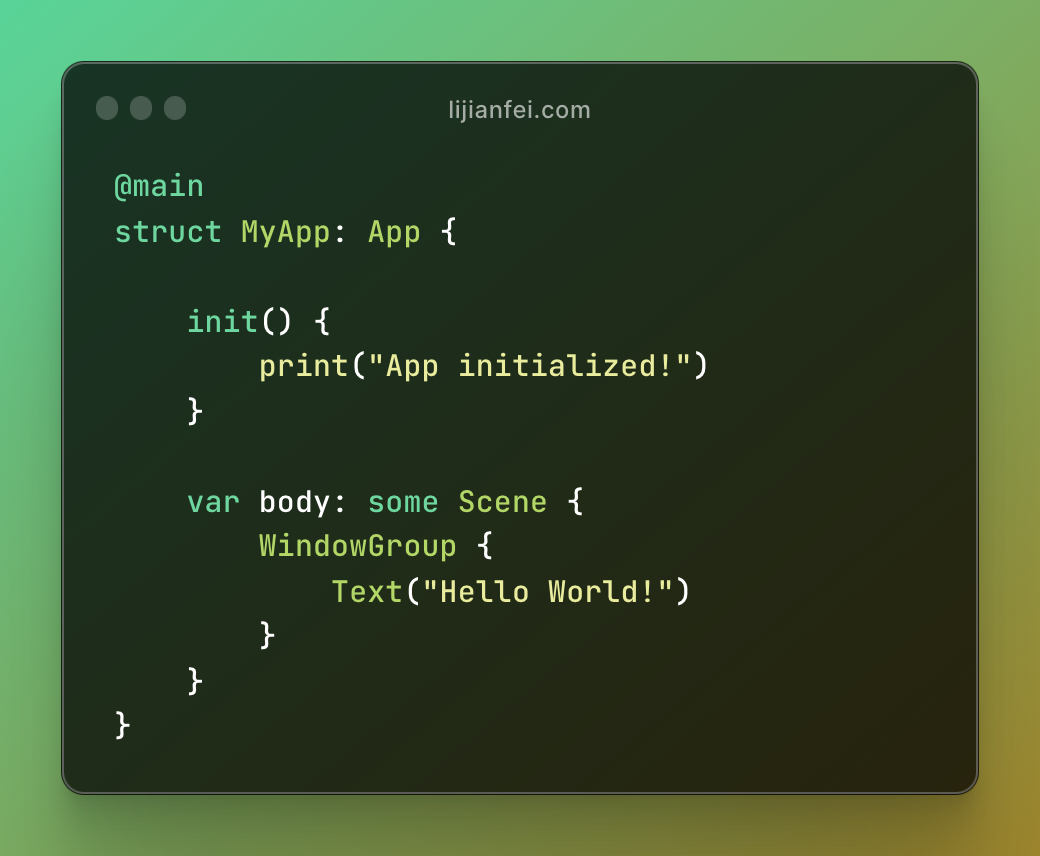 lijianfei.com
@main
struct MyApp: App {
    init() {
        print("App initialized!")
    }
    var body: some Scene {
        WindowGroup {
            Text("Hello World!")
        }
    }
}